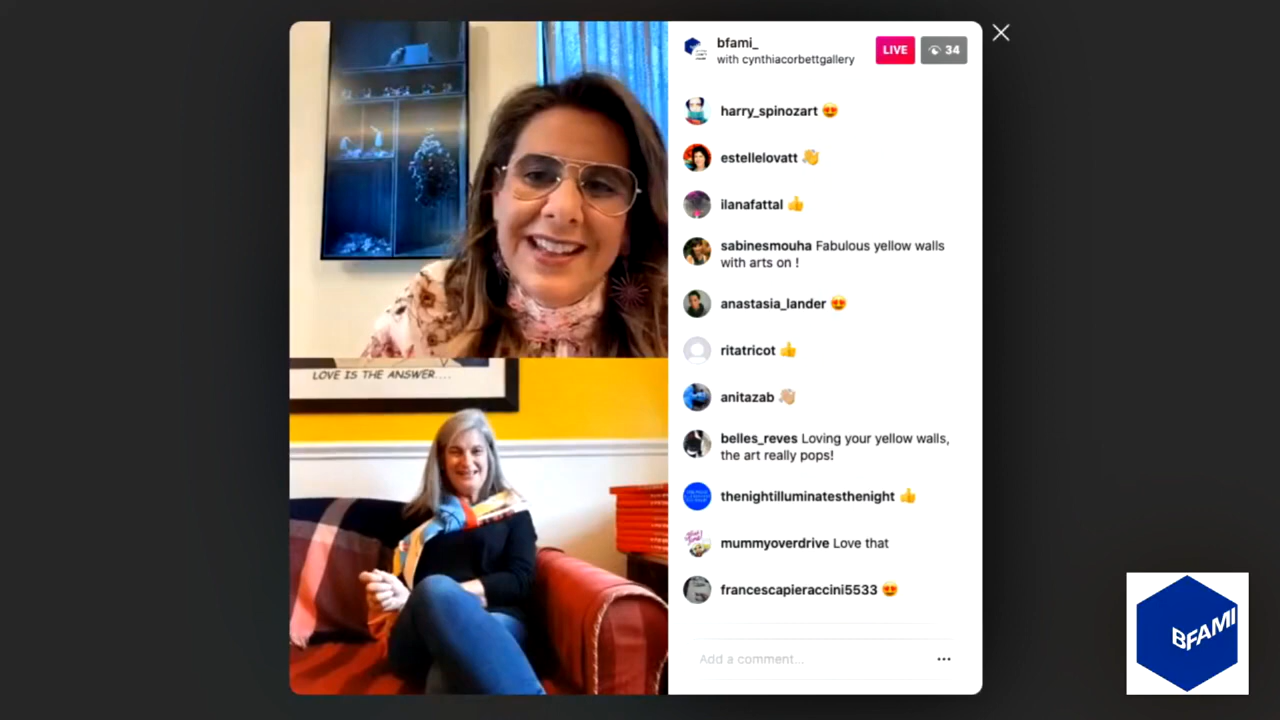 bfami_
with cynthiacorbettgallery
LIVE
34
harry_spinozart 😍
estellelovatt 👏
ilanafattal 👍
sabinesmouha Fabulous yellow walls
with arts on !
anastasia_lander 😍
ritatricot 👍
anitazab 👏🏼
belles_reves Loving your yellow walls,
the art really pops!
thenightilluminatesthenight 👍
mummyoverdrive Love that
francescapieraccini5533 😍
Add a comment...
LOVE IS THE ANSWER....
BFAMI